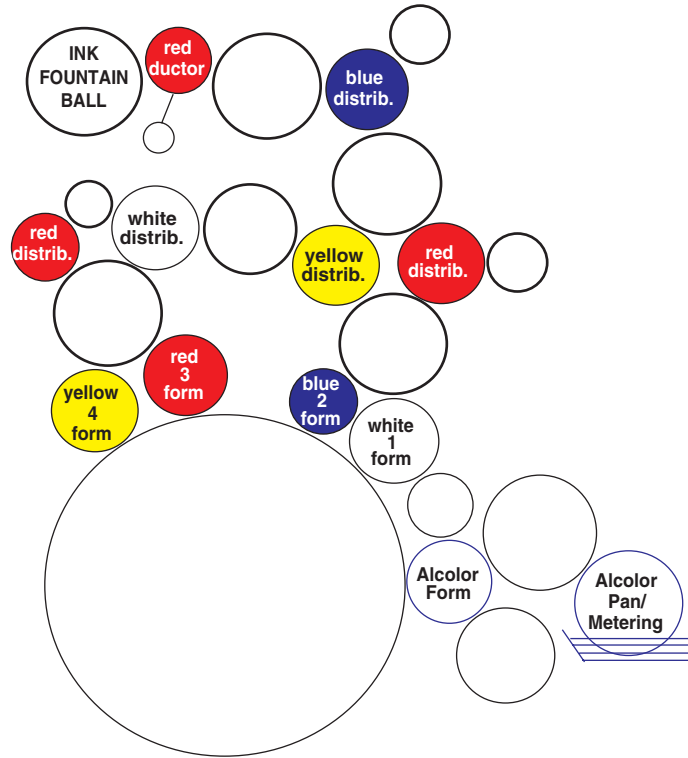 INK
FOUNTAIN
BALL
red
ductor
blue
distrib.
red
distrib.
white
distrib.
yellow
distrib.
red
distrib.
red
3
form
yellow
4
form
blue
2
form
white
1
form
Alcolor
Form
Alcolor
Pan/
Metering